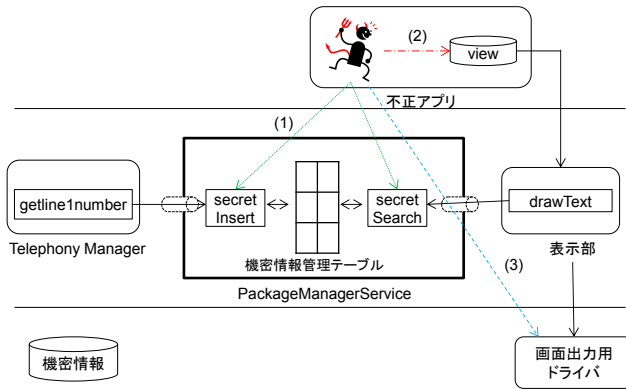 (2)
view
不正アプリ
(1)
getline1number
secret
Insert
secret
Search
drawText
Telephony Manager
機密情報管理テーブル
表示部
(3)
PackageManagerService
機密情報
画面出力用
ドライバ